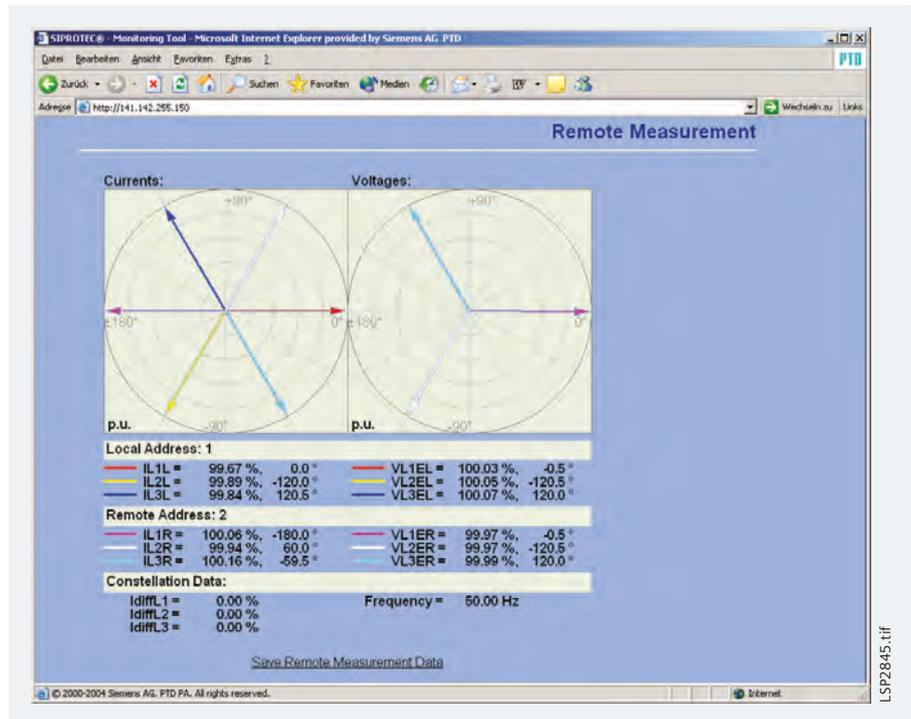 SIPROTEC® - Monitoring Tool - Microsoft Internet Explorer provided by Siemens AG PTD
Datei Bearbeiten Ansicht Favoriten Extras ?
PTD
Zurück Suchen Favoriten Medien
Adresse http://141.142.255.150 Wechseln zu Links
Remote Measurement
Currents: Voltages:
+90° +90°
±180° 0° ±180° 0°
p.u. -90° p.u. -90°
Local Address: 1
IL1L = 99.67 %, 0.0 ° VL1EL = 100.03 %, -0.5 °
IL2L = 99.89 %, -120.0 ° VL2EL = 100.05 %, -120.5 °
IL3L = 99.84 %, 120.5 ° VL3EL = 100.07 %, 120.0 °
Remote Address: 2
IL1R = 100.06 %, -180.0 ° VL1ER = 99.97 %, -0.5 °
IL2R = 99.94 %, 60.0 ° VL2ER = 99.97 %, -120.5 °
IL3R = 100.16 %, -59.5 ° VL3ER = 99.99 %, 120.0 °
Constellation Data:
IdiffL1 = 0.00 % Frequency = 50.00 Hz
IdiffL2 = 0.00 %
IdiffL3 = 0.00 %
Save Remote Measurement Data
© 2000-2004 Siemens AG. PTD PA. All rights reserved. Internet
LSP2845.tif